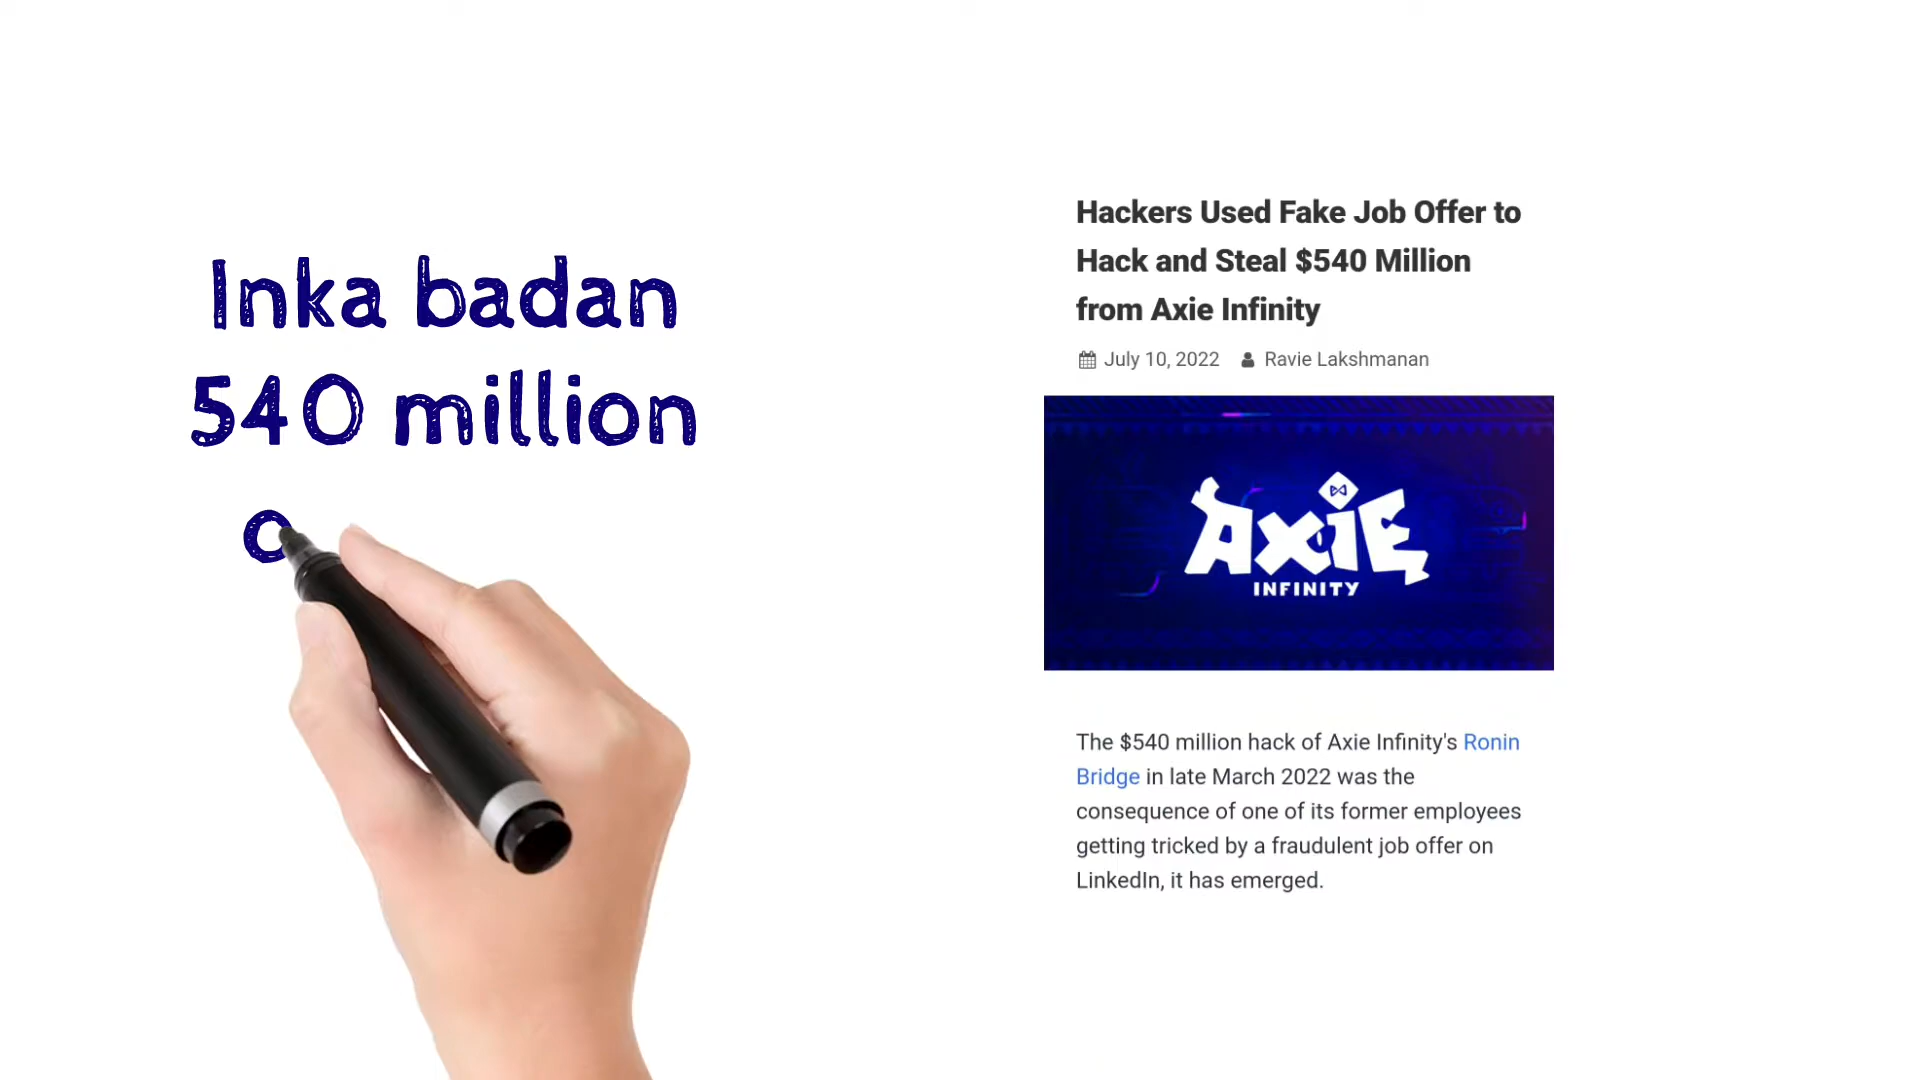 Inka badan
540 million
o
Hackers Used Fake Job Offer to
Hack and Steal $540 Million
from Axie Infinity
July 10, 2022 Ravie Lakshmanan
AXIE
INFINITY
The $540 million hack of Axie Infinity's Ronin
Bridge in late March 2022 was the
consequence of one of its former employees
getting tricked by a fraudulent job offer on
LinkedIn, it has emerged.